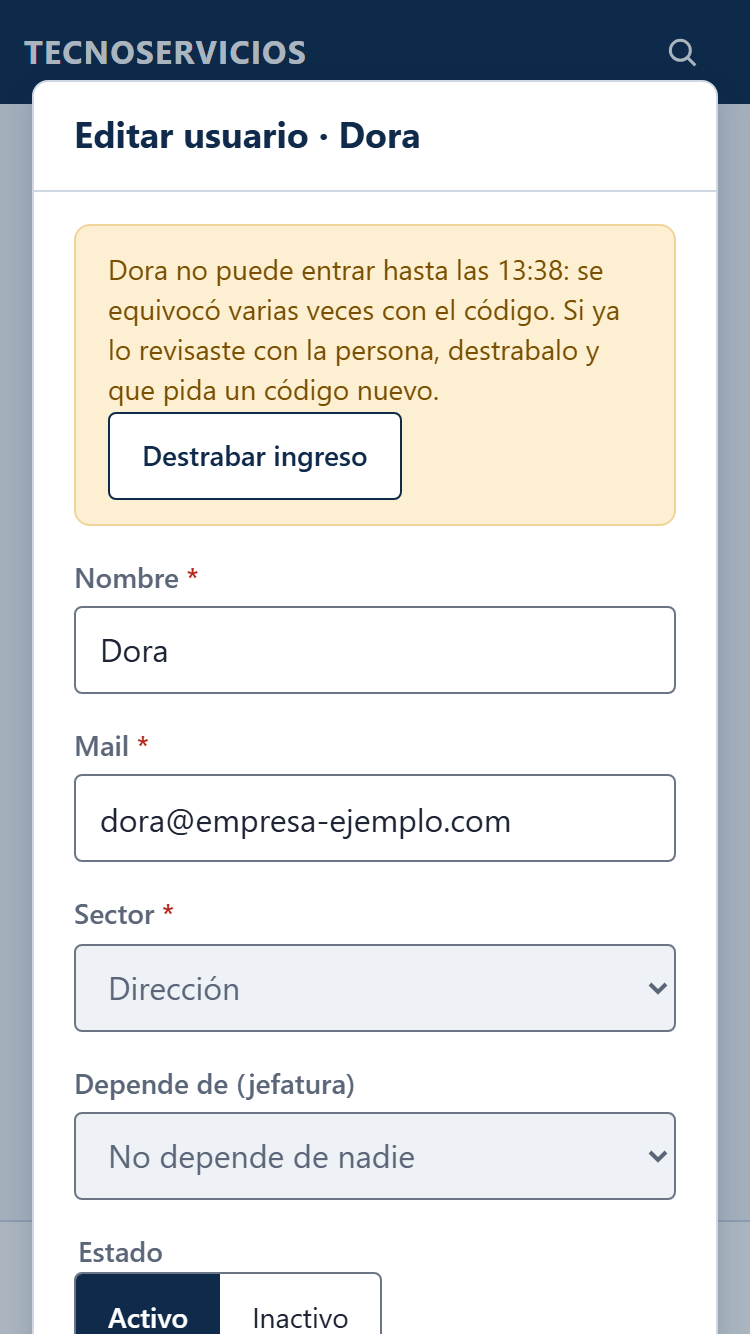 TECNOSERVICIOS
Editar usuario · Dora
Dora no puede entrar hasta las 13:38: se
equivocó varias veces con el código. Si ya
lo revisaste con la persona, destrabalo y
que pida un código nuevo.
Destrabar ingreso
Nombre *
Dora
Mail *
dora@empresa-ejemplo.com
Sector *
Dirección
Depende de (jefatura)
No depende de nadie
Estado
Activo Inactivo